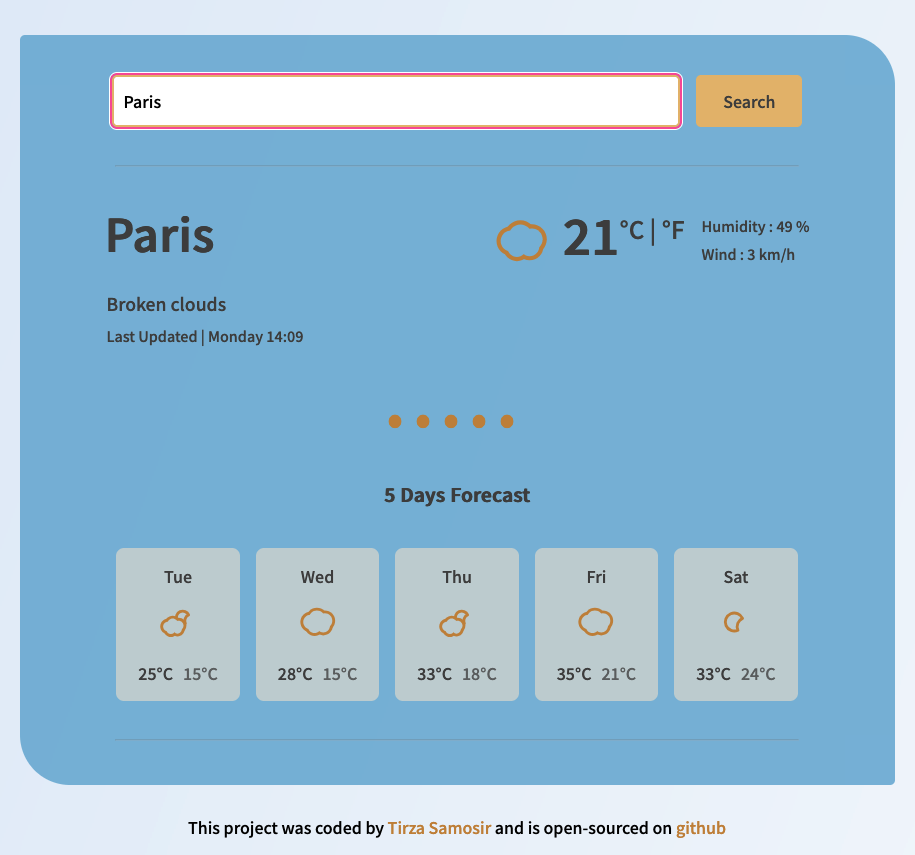 Paris
Search
Paris
21°C | °F
Humidity : 49 %
Wind : 3 km/h
Broken clouds
Last Updated | Monday 14:09
5 Days Forecast
Tue Wed Thu Fri Sat
25°C 15°C 28°C 15°C 33°C 18°C 35°C 21°C 33°C 24°C
This project was coded by Tirza Samosir and is open-sourced on github